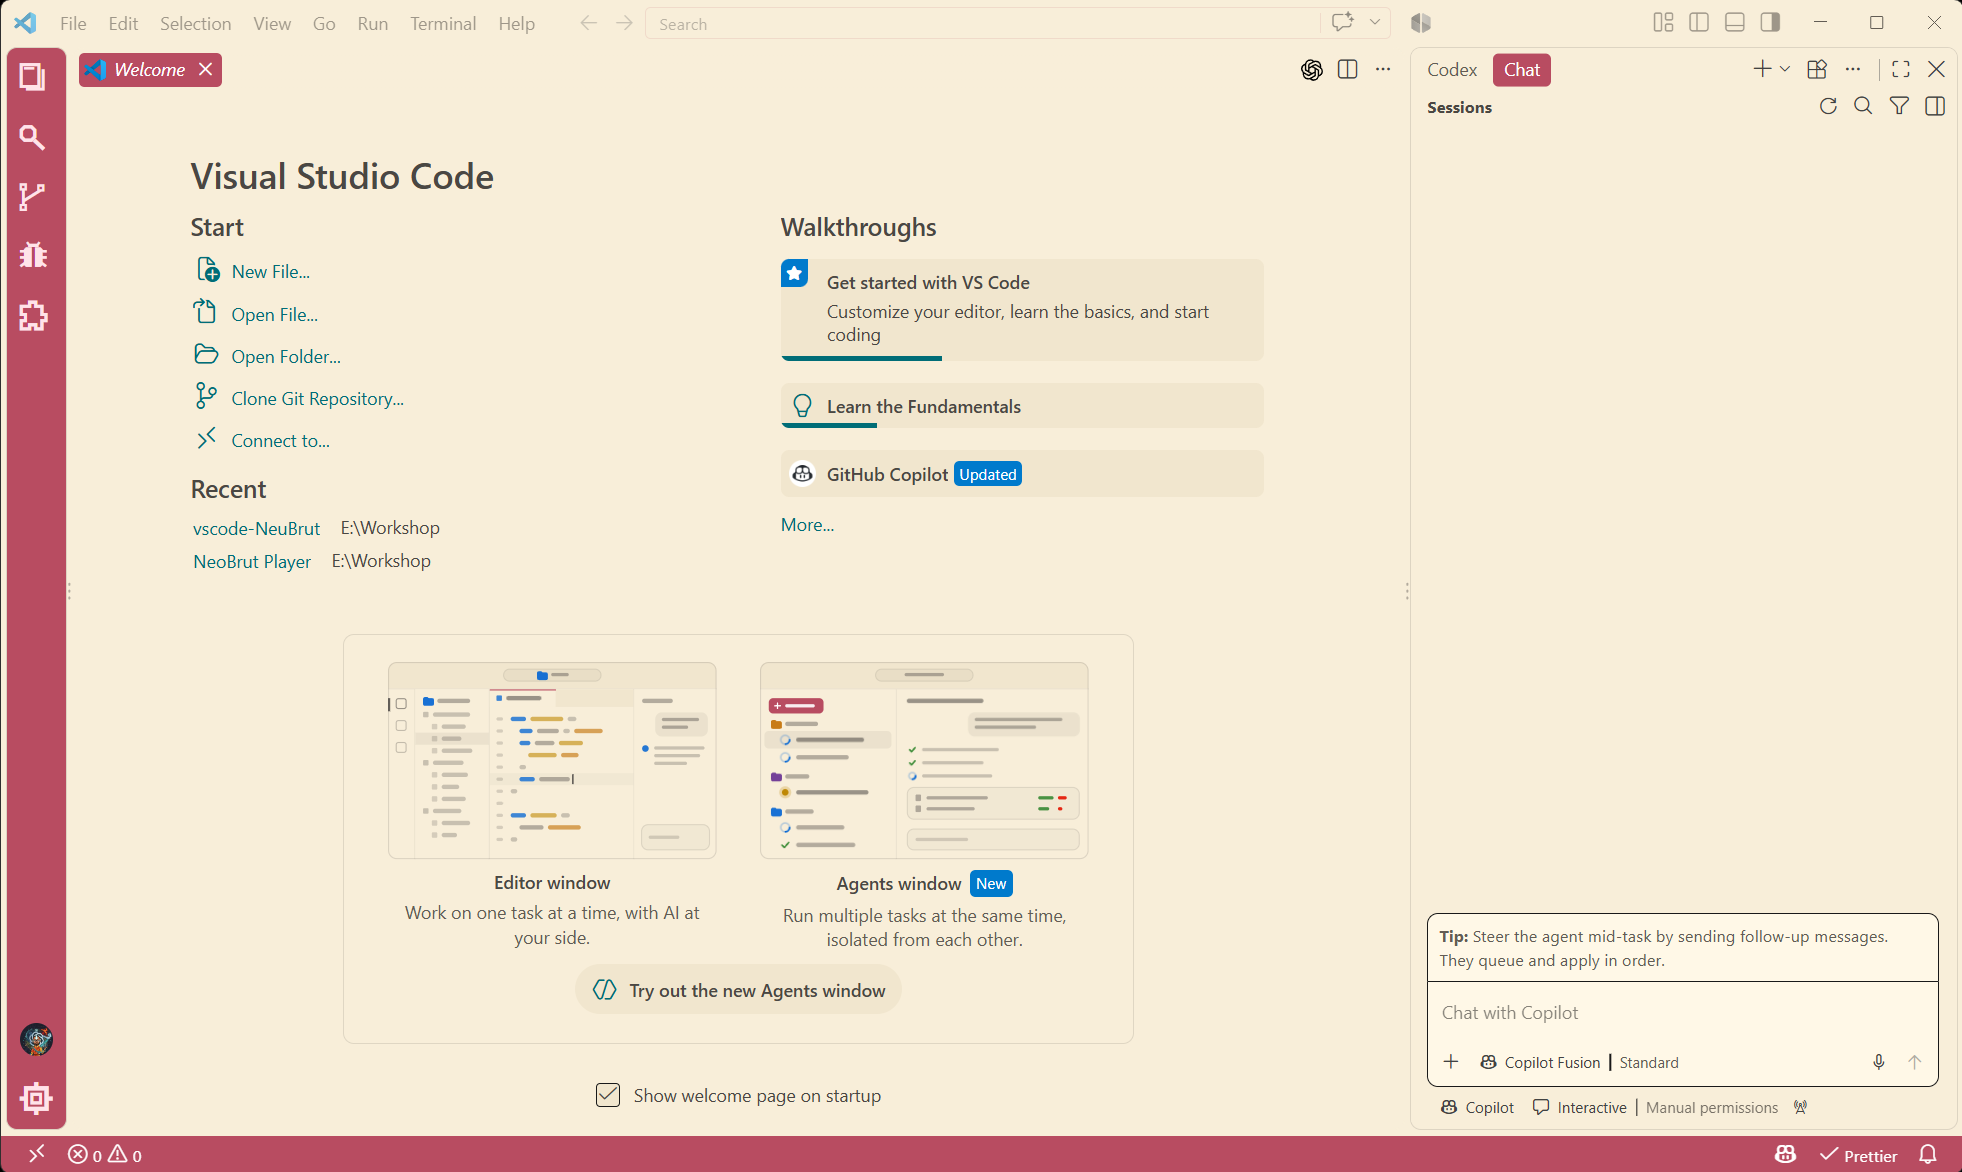 File Edit Selection View Go Run Terminal Help
Search
Welcome
Codex Chat
Sessions
Visual Studio Code
Start
New File...
Open File...
Open Folder...
Clone Git Repository...
Connect to...
Recent
vscode-NeuBrut E:\Workshop
NeoBrut Player E:\Workshop
Walkthroughs
Get started with VS Code
Customize your editor, learn the basics, and start
coding
Learn the Fundamentals
GitHub Copilot Updated
More...
Editor window
Work on one task at a time, with AI at
your side.
Agents window New
Run multiple tasks at the same time,
isolated from each other.
Try out the new Agents window
Show welcome page on startup
Tip: Steer the agent mid-task by sending follow-up messages.
They queue and apply in order.
Chat with Copilot
Copilot Fusion | Standard
Copilot Interactive | Manual permissions
0 0
Prettier